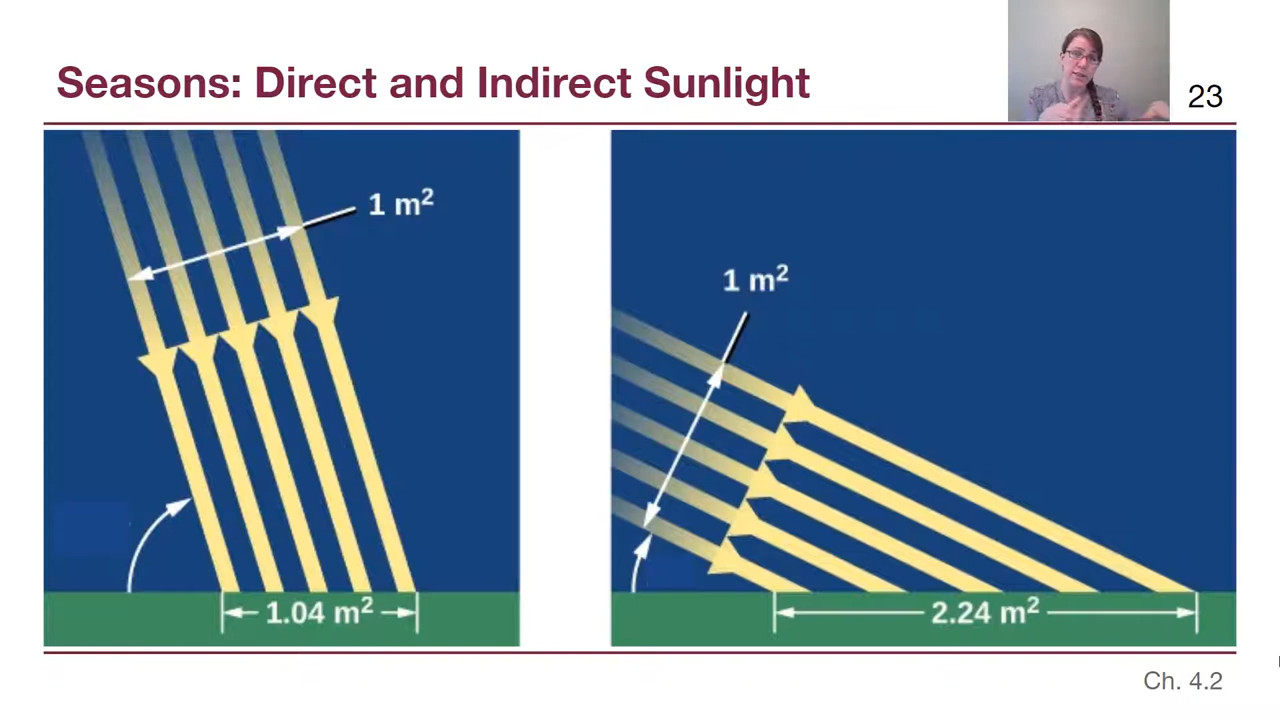 Seasons: Direct and Indirect Sunlight
23
1 m²
1.04 m²
1 m²
2.24 m²
Ch. 4.2